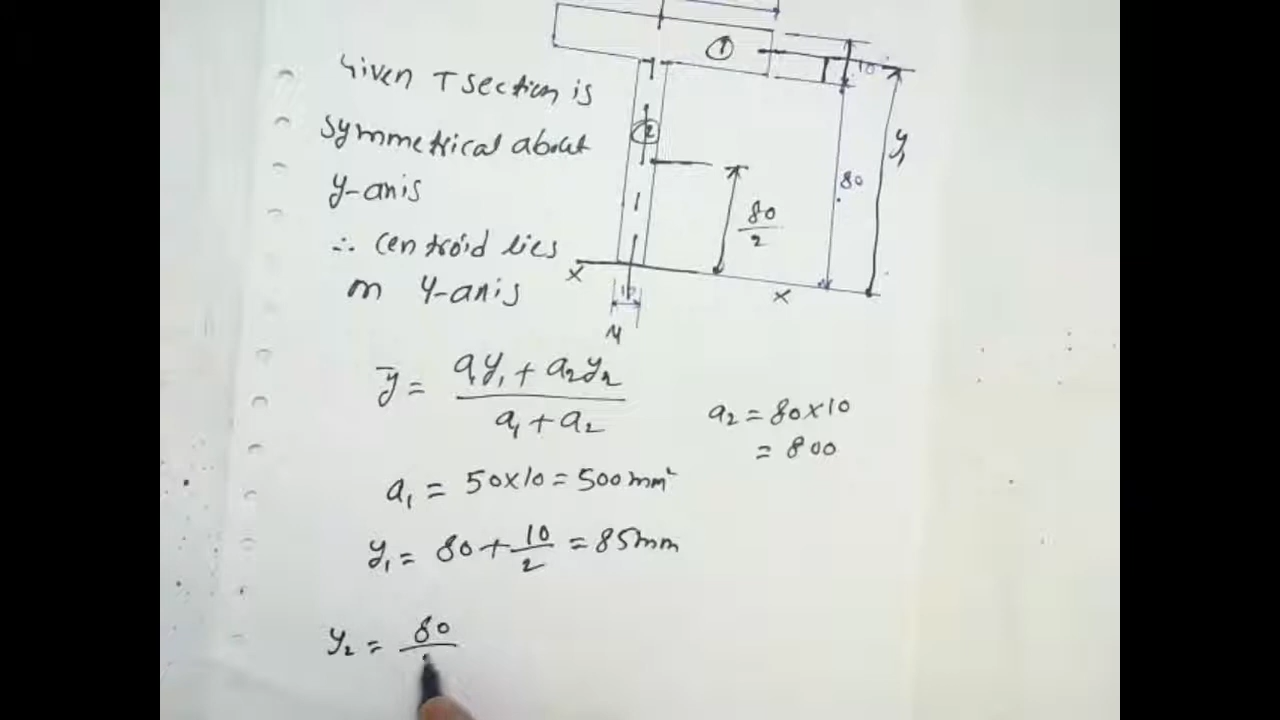 ①
10
Given T section is
②
symmetrical about
y₁
80
y-axis
80/2
∴ centroid lies
x
on y-axis
10
x
y
ȳ = (a₁y₁ + a₂y₂)/(a₁ + a₂)
a₂ = 80×10
= 800
a₁ = 50×10 = 500 mm²
y₁ = 80 + 10/2 = 85mm
y₂ = 80